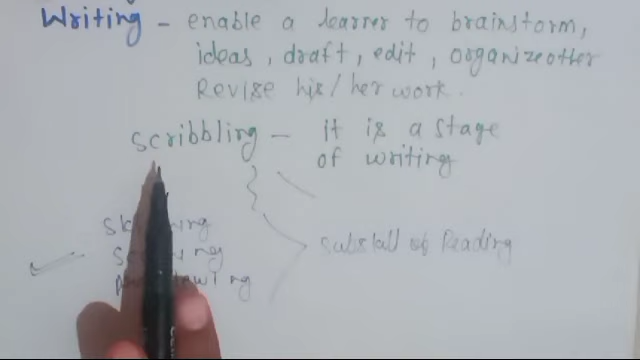 Writing - enable a learner to brainstorm,
ideas, draft, edit, organize other
Revise his/her work.
Scribbling - it is a stage
of writing
substall of Reading